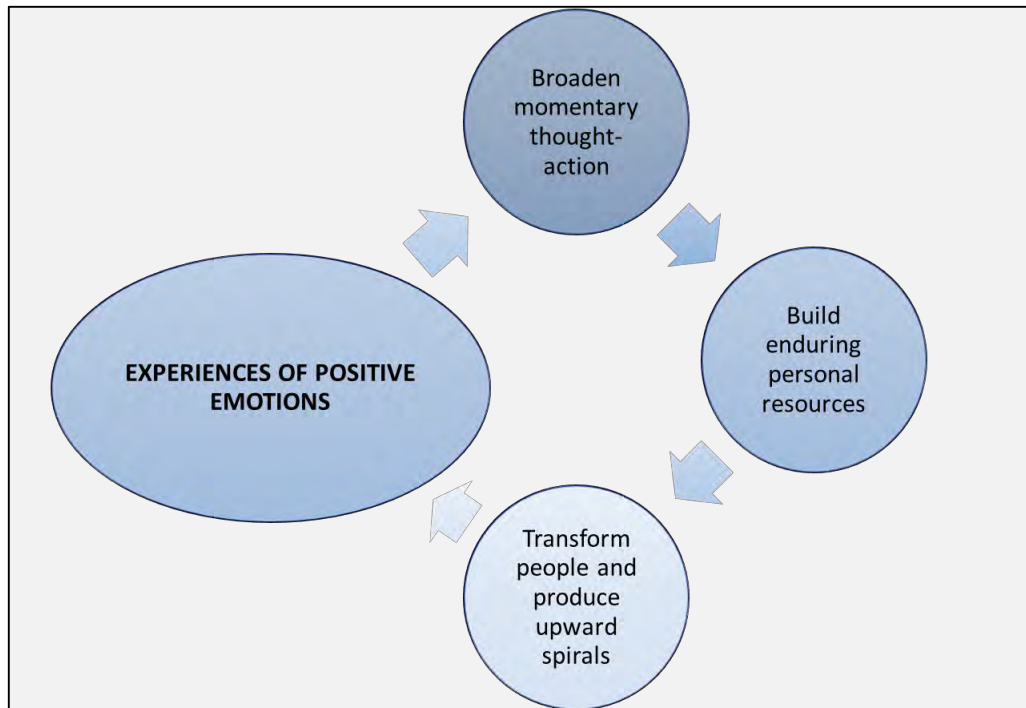 Broaden
momentary
thought-
action
Build
enduring
personal
resources
Transform
people and
produce
upward
spirals
EXPERIENCES OF POSITIVE
EMOTIONS